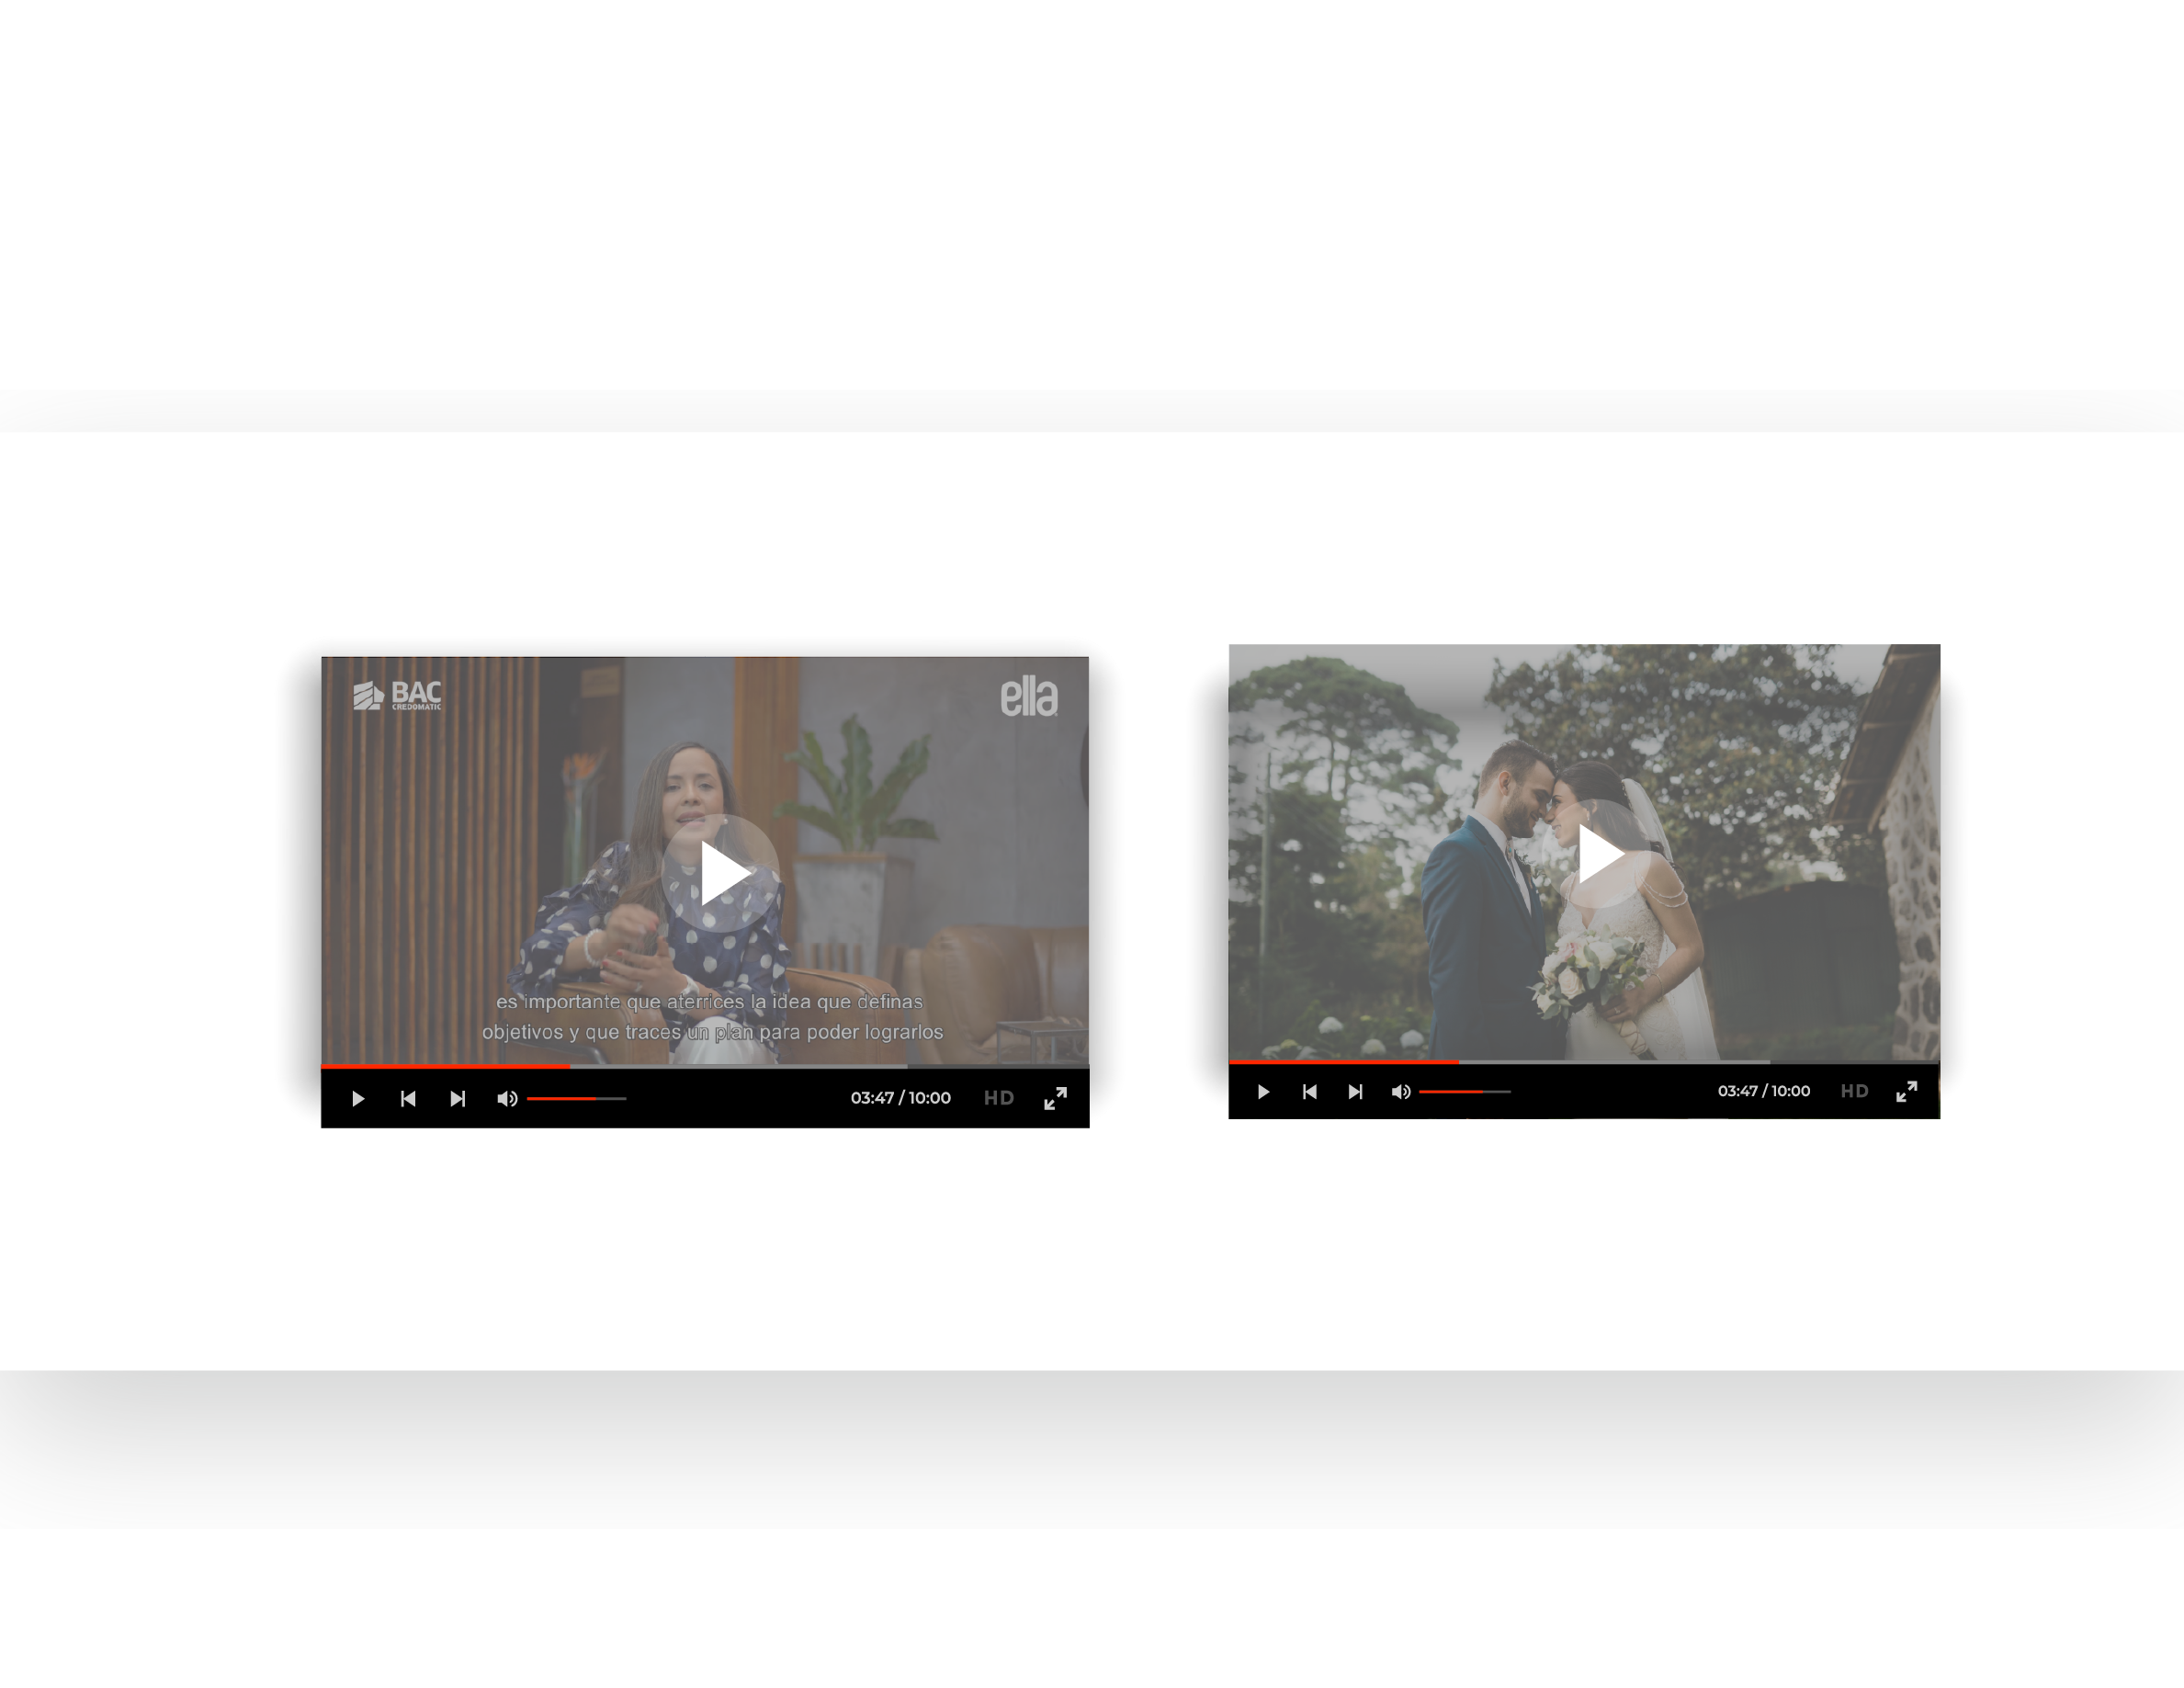 BAC
CREDOMATIC
ella
es importante que aterrices la idea que definas
objetivos y que traces un plan para poder lograrlos
03:47 / 10:00
HD
03:47 / 10:00
HD